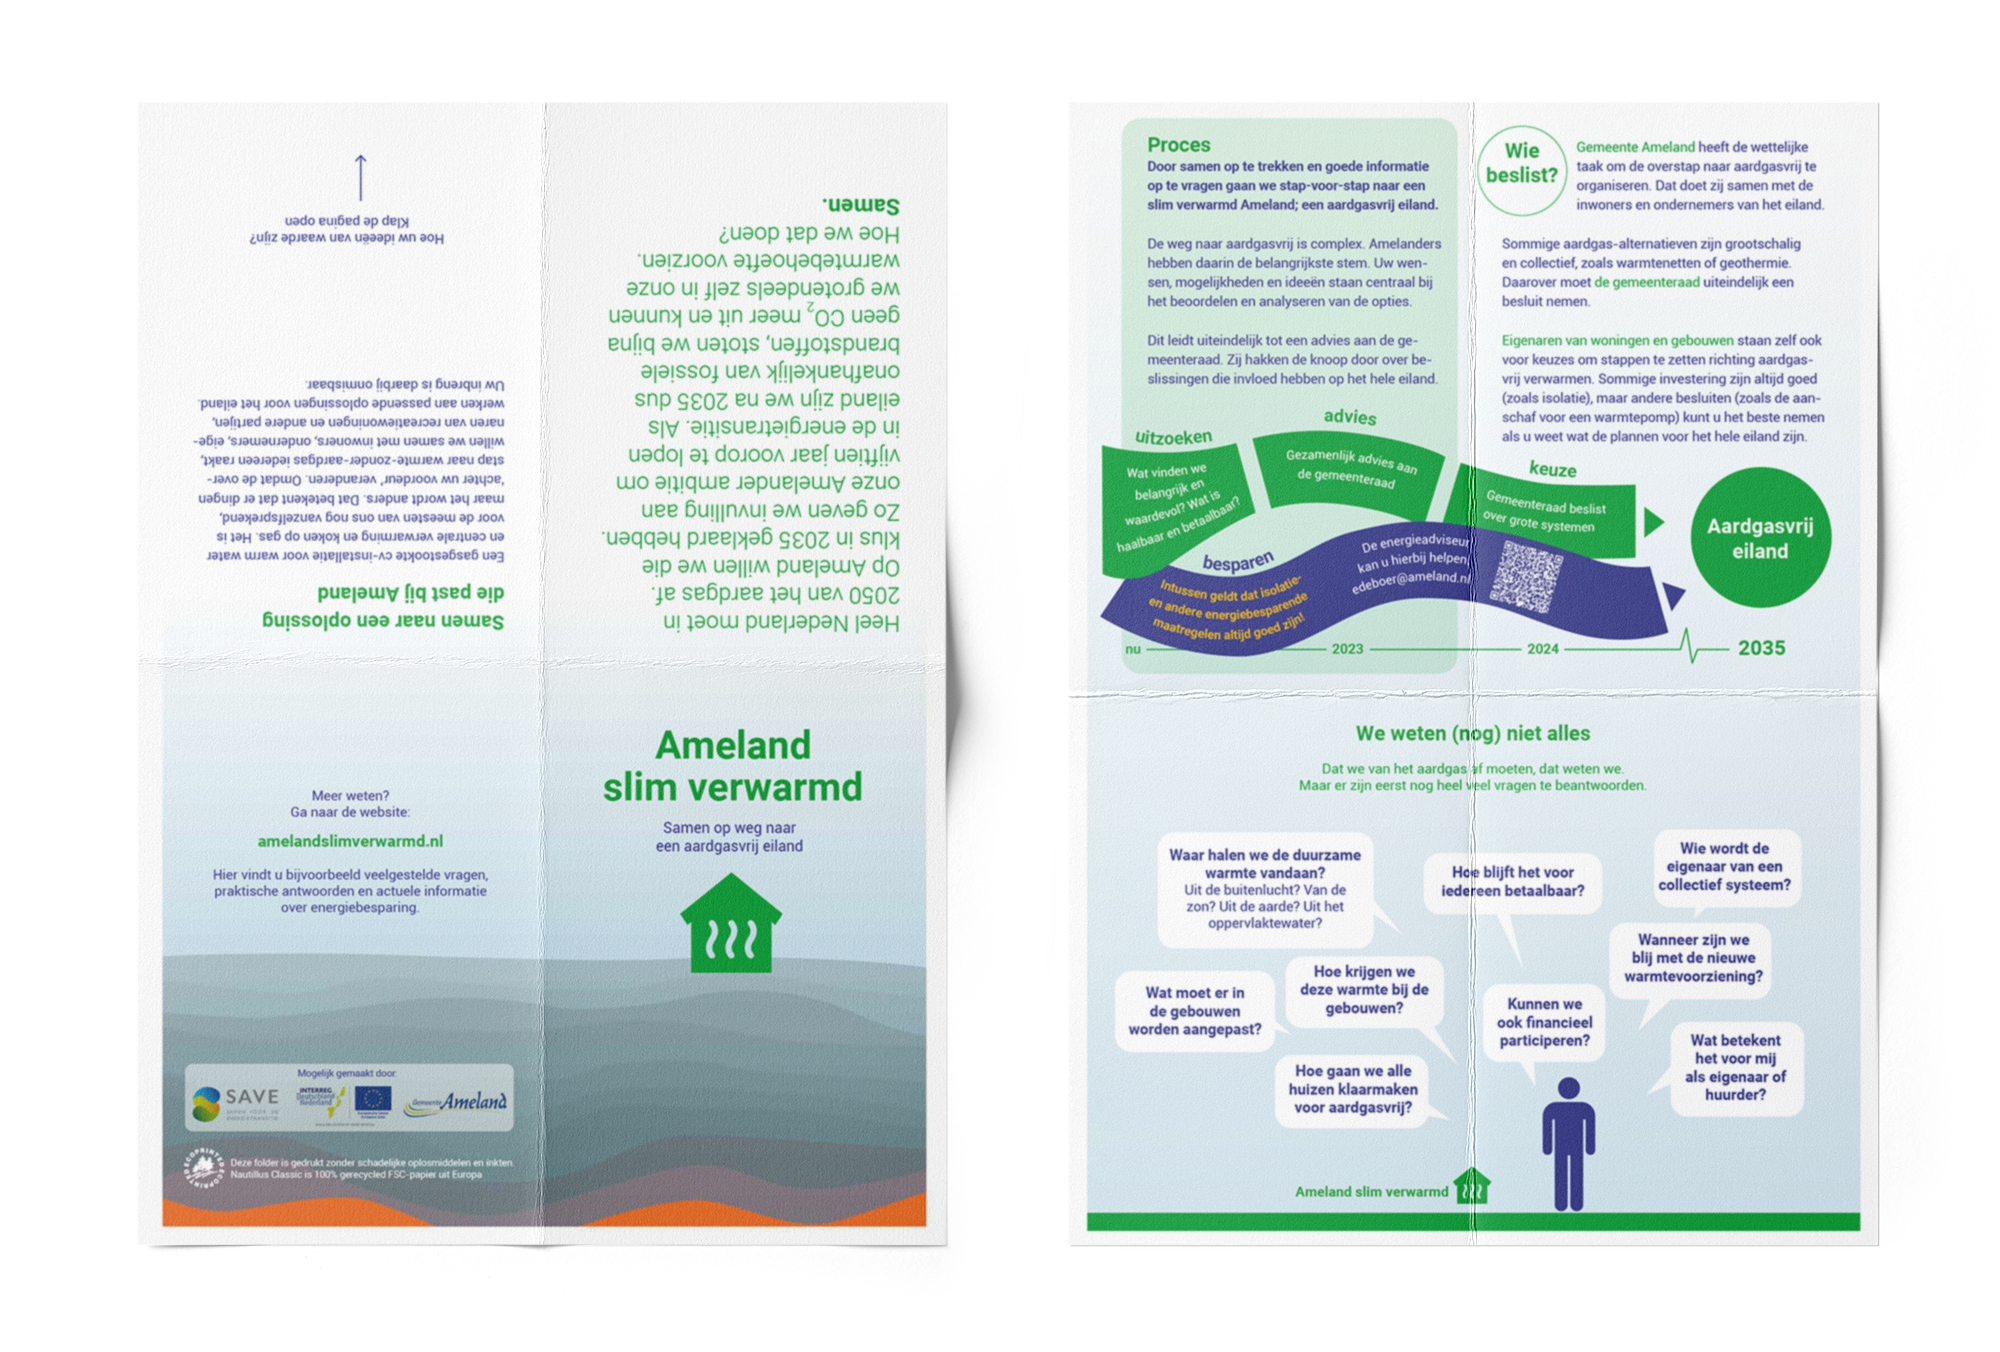 Heel Nederland moet in
2050 van het aardgas af.
Op Ameland willen we die
klus in 2035 geklaard hebben.
Zo geven we invulling aan
onze Amelander ambitie om
vijftien jaar voorop te lopen
in de energietransitie. Als
eiland zijn we na 2035 dus
onafhankelijk van fossiele
brandstoffen, stoten we bijna
geen CO₂ meer uit en kunnen
we grotendeels zelf in onze
warmtebehoefte voorzien.
Hoe we dat doen?
Samen.
Samen naar een oplossing
die past bij Ameland
Een gasgestookte cv-installatie voor warm water
en centrale verwarming en koken op gas. Het is
voor de meesten van ons nog vanzelfsprekend,
maar het wordt anders. Dat betekent dat er dingen
'achter uw voordeur' veranderen. Omdat de over-
stap naar warmte-zonder-aardgas iedereen raakt,
willen we samen met inwoners, ondernemers, eige-
naren van recreatiewoningen en andere partijen,
werken aan passende oplossingen voor het eiland.
Uw inbreng is daarbij onmisbaar.
Hoe uw ideeën van waarde zijn?
Klap de pagina open
Meer weten?
Ga naar de website:
amelandslimverwarmd.nl
Hier vindt u bijvoorbeeld veelgestelde vragen,
praktische antwoorden en actuele informatie
over energiebesparing.
Mogelijk gemaakt door:
SAVE
INTERREG
Deutschland
Nederland
Gemeente Ameland
ECOPRINTED ECOPRINTED
Deze folder is gedrukt zonder schadelijke oplosmiddelen en inkten.
Nautillus Classic is 100% gerecycled FSC-papier uit Europa
Ameland
slim verwarmd
Samen op weg naar
een aardgasvrij eiland
Proces
Door samen op te trekken en goede informatie
op te vragen gaan we stap-voor-stap naar een
slim verwarmd Ameland; een aardgasvrij eiland.
De weg naar aardgasvrij is complex. Amelanders
hebben daarin de belangrijkste stem. Uw wen-
sen, mogelijkheden en ideeën staan centraal bij
het beoordelen en analyseren van de opties.
Dit leidt uiteindelijk tot een advies aan de ge-
meenteraad. Zij hakken de knoop door over be-
slissingen die invloed hebben op het hele eiland.
Wie
beslist?
Gemeente Ameland heeft de wettelijke
taak om de overstap naar aardgasvrij te
organiseren. Dat doet zij samen met de
inwoners en ondernemers van het eiland.
Sommige aardgas-alternatieven zijn grootschalig
en collectief, zoals warmtenetten of geothermie.
Daarover moet de gemeenteraad uiteindelijk een
besluit nemen.
Eigenaren van woningen en gebouwen staan zelf ook
voor keuzes om stappen te zetten richting aardgas-
vrij verwarmen. Sommige investering zijn altijd goed
(zoals isolatie), maar andere besluiten (zoals de aan-
schaf voor een warmtepomp) kunt u het beste nemen
als u weet wat de plannen voor het hele eiland zijn.
uitzoeken
Wat vinden we
belangrijk en
waardevol? Wat is
haalbaar en betaalbaar?
advies
Gezamenlijk advies aan
de gemeenteraad
keuze
Gemeenteraad beslist
over grote systemen
Aardgasvrij
eiland
besparen
Intussen geldt dat isolatie-
en andere energiebesparende
maatregelen altijd goed zijn!
De energieadviseur
kan u hierbij helpen
edeboer@ameland.nl
nu 2023 2024 2035
We weten (nog) niet alles
Dat we van het aardgas af moeten, dat weten we.
Maar er zijn eerst nog heel veel vragen te beantwoorden.
Waar halen we de duurzame
warmte vandaan?
Uit de buitenlucht? Van de
zon? Uit de aarde? Uit het
oppervlaktewater?
Hoe blijft het voor
iedereen betaalbaar?
Wie wordt de
eigenaar van een
collectief systeem?
Wanneer zijn we
blij met de nieuwe
warmtevoorziening?
Hoe krijgen we
deze warmte bij de
gebouwen?
Wat moet er in
de gebouwen
worden aangepast?
Kunnen we
ook financieel
participeren?
Wat betekent
het voor mij
als eigenaar of
huurder?
Hoe gaan we alle
huizen klaarmaken
voor aardgasvrij?
Ameland slim verwarmd